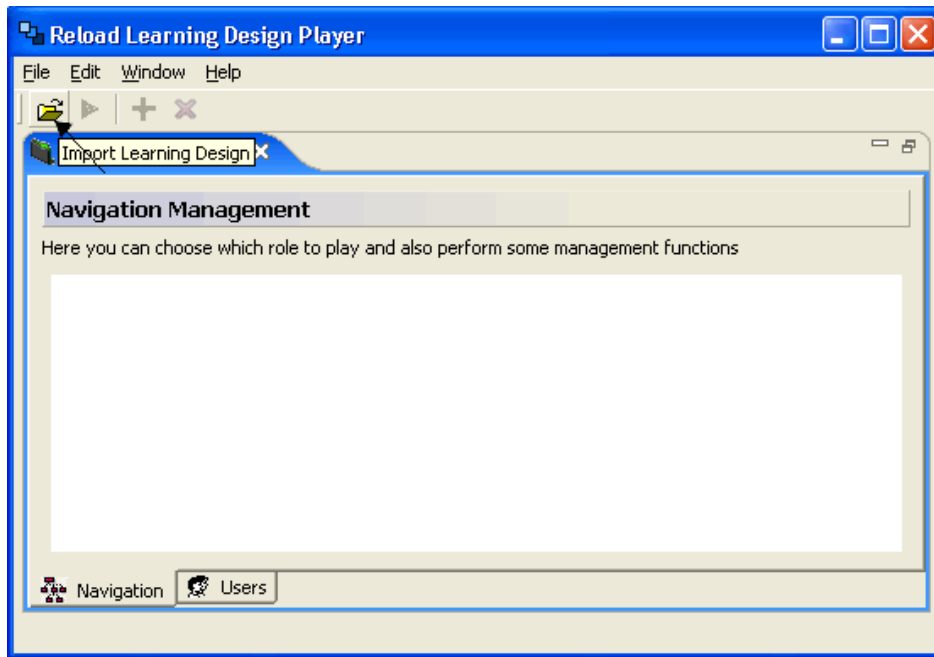 Reload Learning Design Player
File Edit Window Help
Import Learning Design
Navigation Management
Here you can choose which role to play and also perform some management functions
Navigation Users